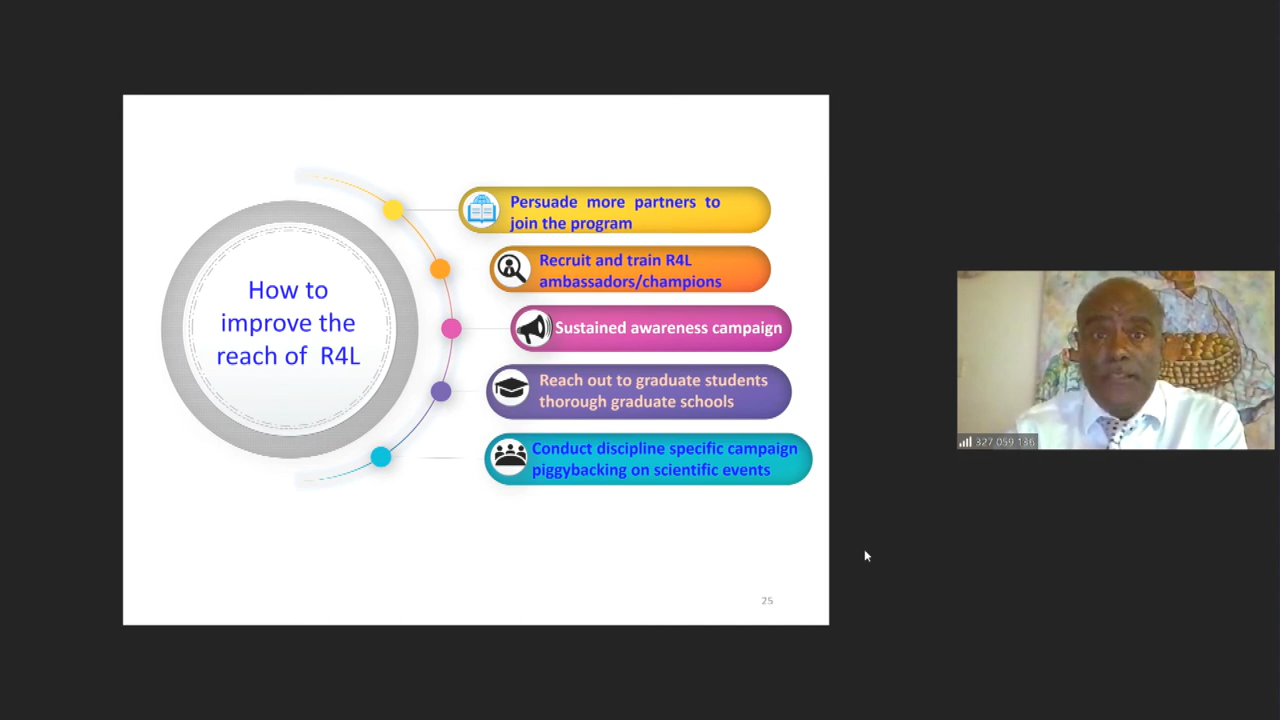 How to
improve the
reach of R4L
Persuade more partners to
join the program
Recruit and train R4L
ambassadors/champions
Sustained awareness campaign
Reach out to graduate students
thorough graduate schools
Conduct discipline specific campaign
piggybacking on scientific events
25
327 059 136